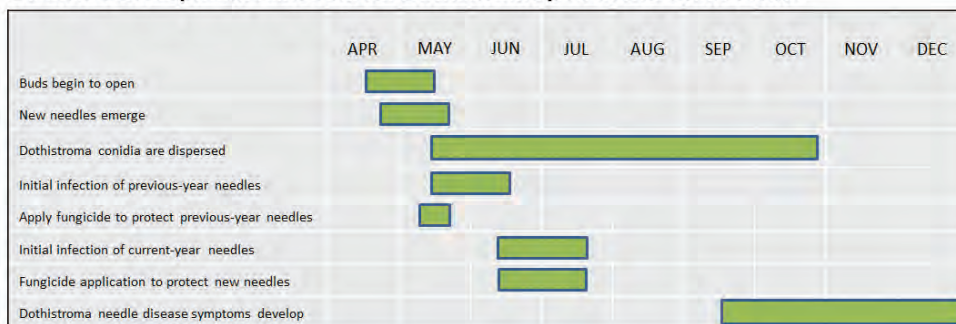 APR MAY JUN JUL AUG SEP OCT NOV DEC
Buds begin to open
New needles emerge
Dothistroma conidia are dispersed
Initial infection of previous-year needles
Apply fungicide to protect previous-year needles
Initial infection of current-year needles
Fungicide application to protect new needles
Dothistroma needle disease symptoms develop